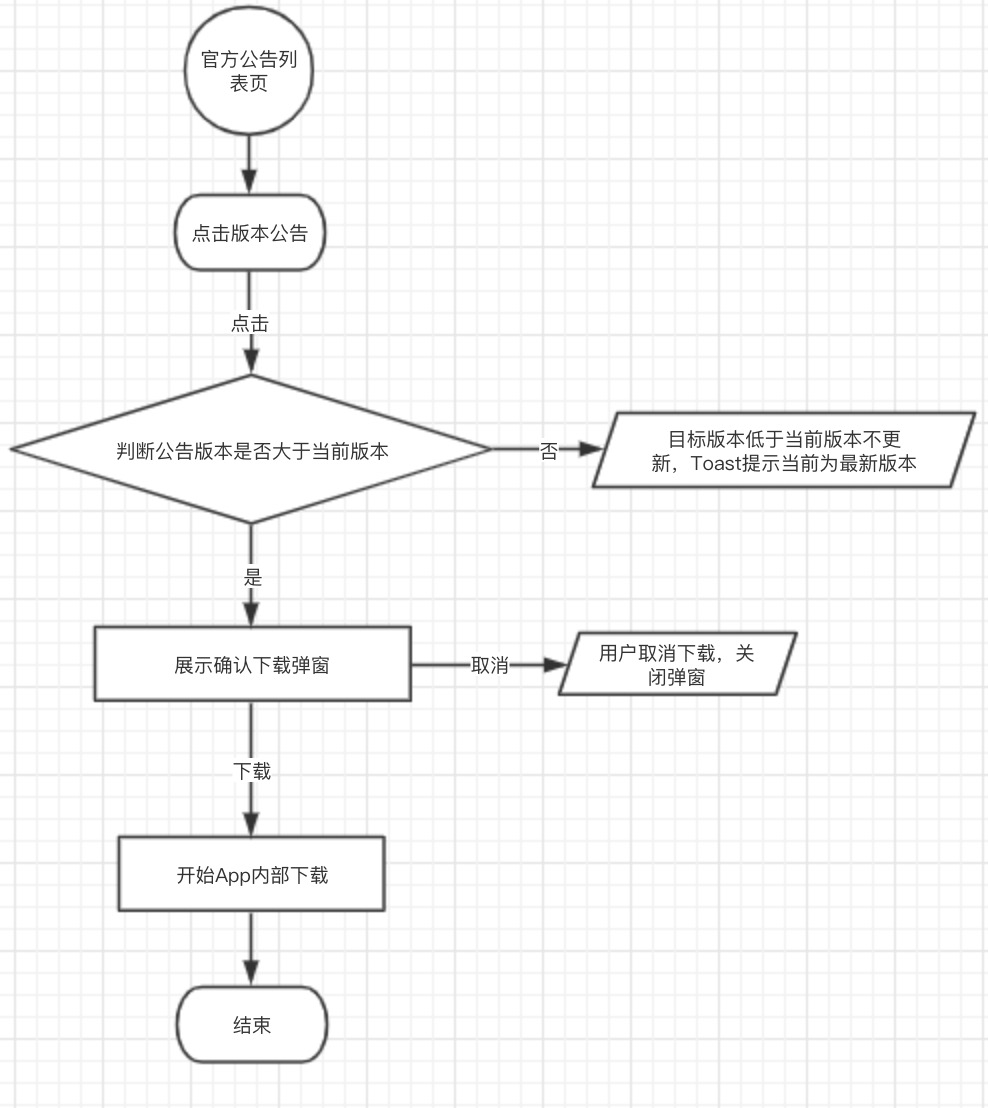 官方公告列
表页
点击版本公告
点击
判断公告版本是否大于当前版本
否
目标版本低于当前版本不更
新，Toast提示当前为最新版本
是
展示确认下载弹窗
取消
用户取消下载，关
闭弹窗
下载
开始App内部下载
结束